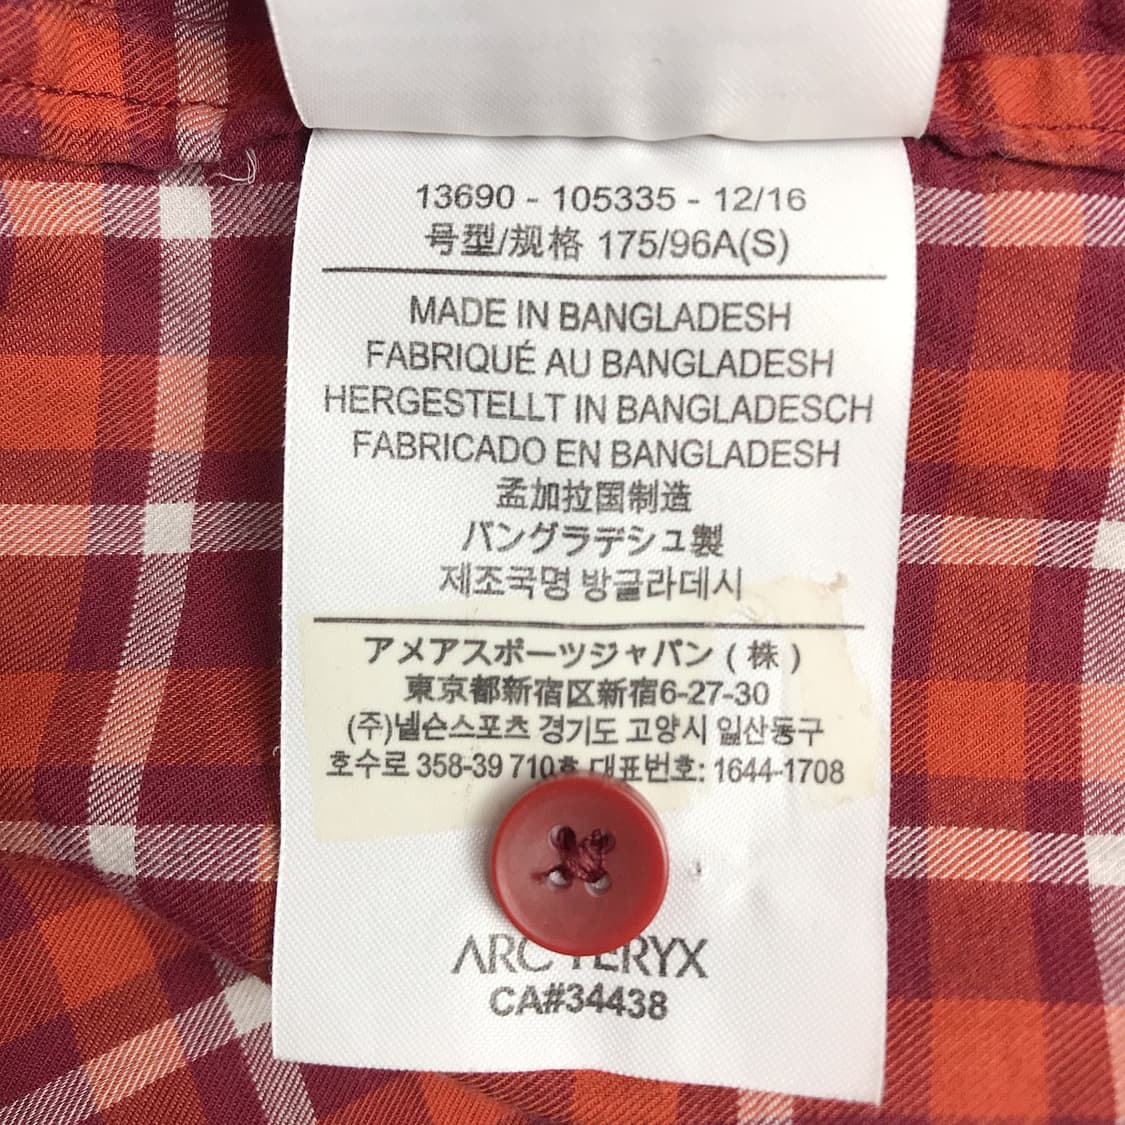 13690 - 105335 - 12/16
号型/规格 175/96A(S)
MADE IN BANGLADESH
FABRIQUÉ AU BANGLADESH
HERGESTELLT IN BANGLADESCH
FABRICADO EN BANGLADESH
孟加拉国制造
バングラデシュ製
제조국명 방글라데시
アメアスポーツジャパン ( 株 )
東京都新宿区新宿6-27-30
(주)넬슨스포츠 경기도 고양시 일산동구
호수로 358-39 710호 대표번호: 1644-1708
ARC'TERYX
CA#34438